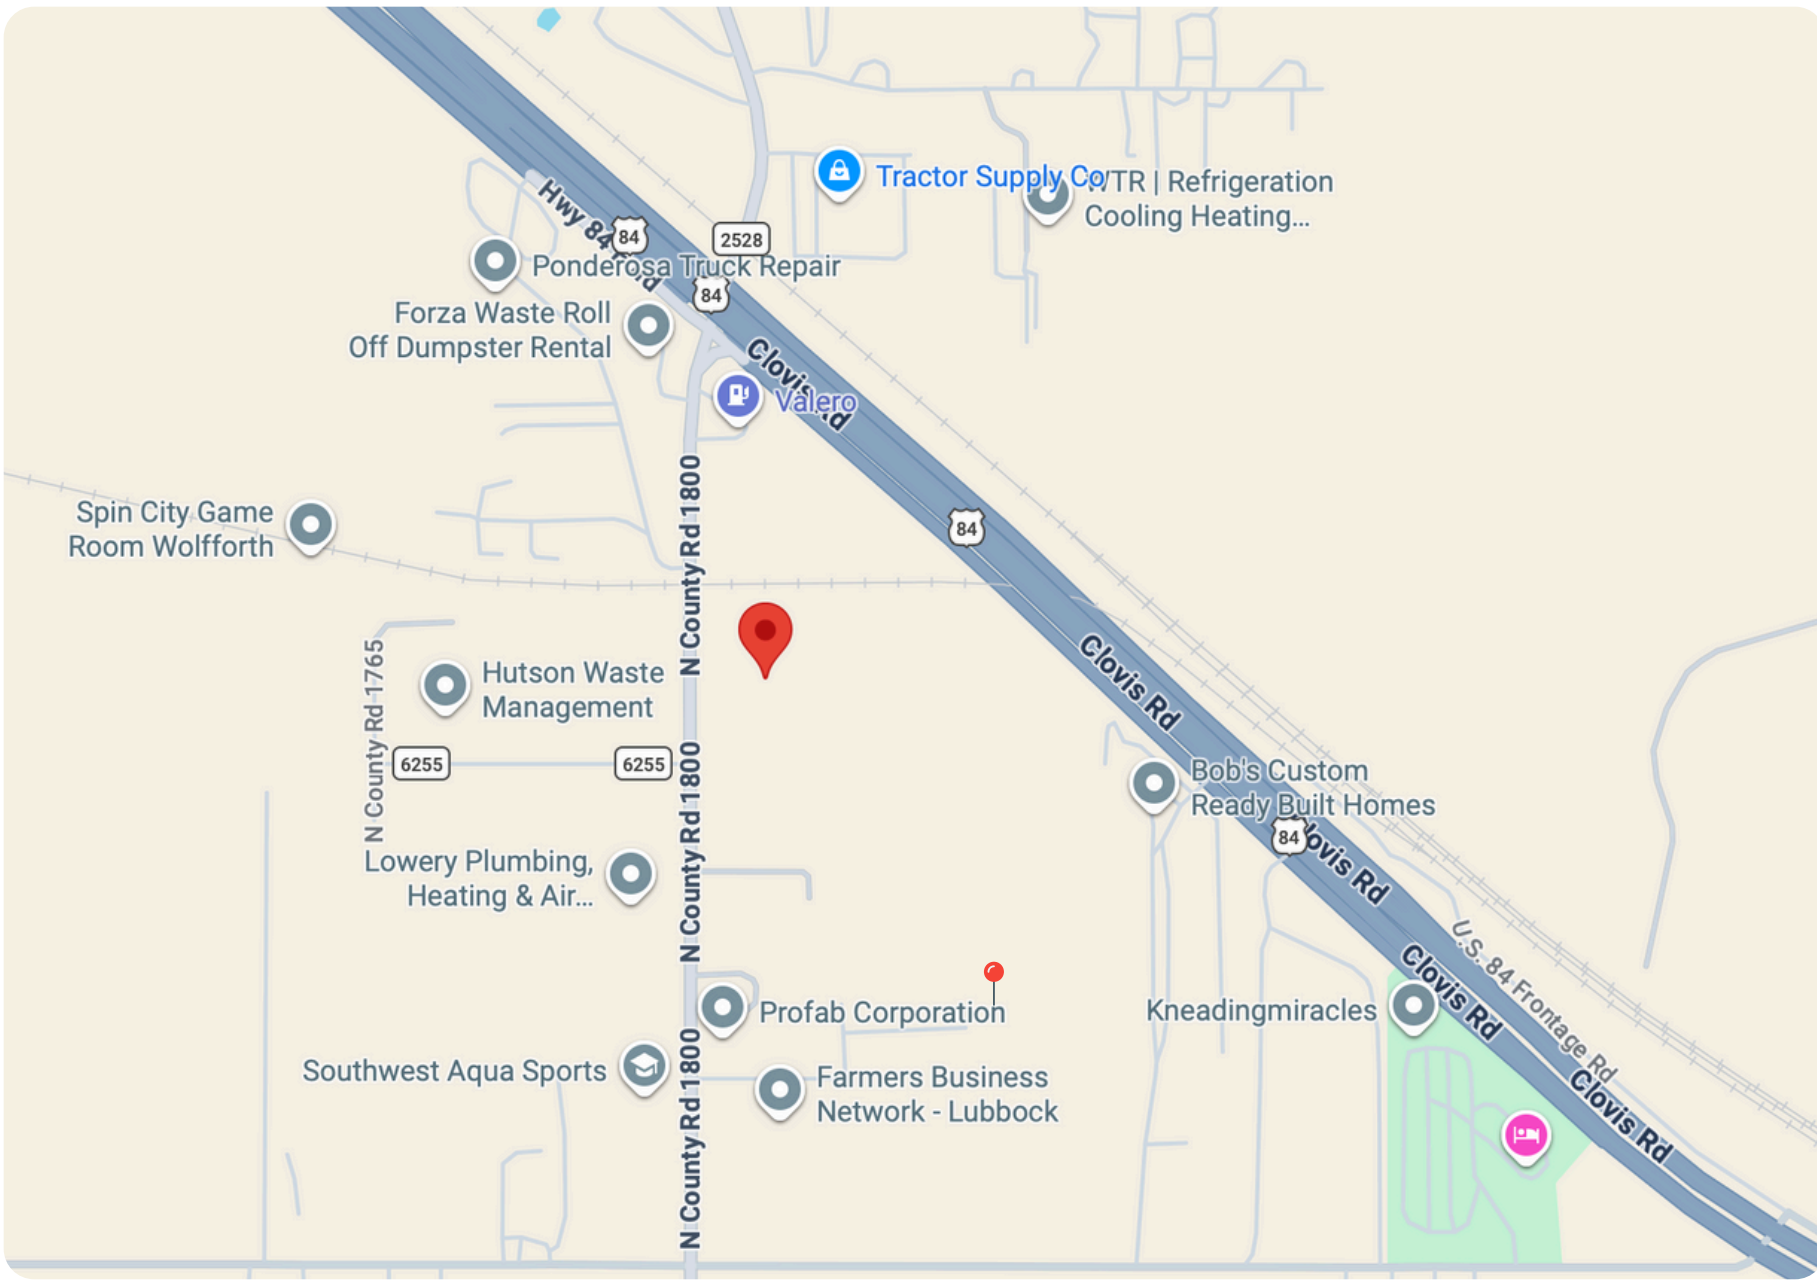 Tractor Supply Co
WTR | Refrigeration
Cooling Heating...
Hwy 84
84
2528
Ponderosa Truck Repair
84
Forza Waste Roll
Off Dumpster Rental
Clovis Rd
Valero
N County Rd 1800
Spin City Game
Room Wolfforth
84
N County Rd 1765
Hutson Waste
Management
Clovis Rd
6255
6255
N County Rd 1800
Bob's Custom
Ready Built Homes
84
Clovis Rd
Lowery Plumbing,
Heating & Air...
U.S. 84 Frontage Rd
Clovis Rd
Profab Corporation
Kneadingmiracles
Southwest Aqua Sports
N County Rd 1800
Farmers Business
Network - Lubbock
Clovis Rd